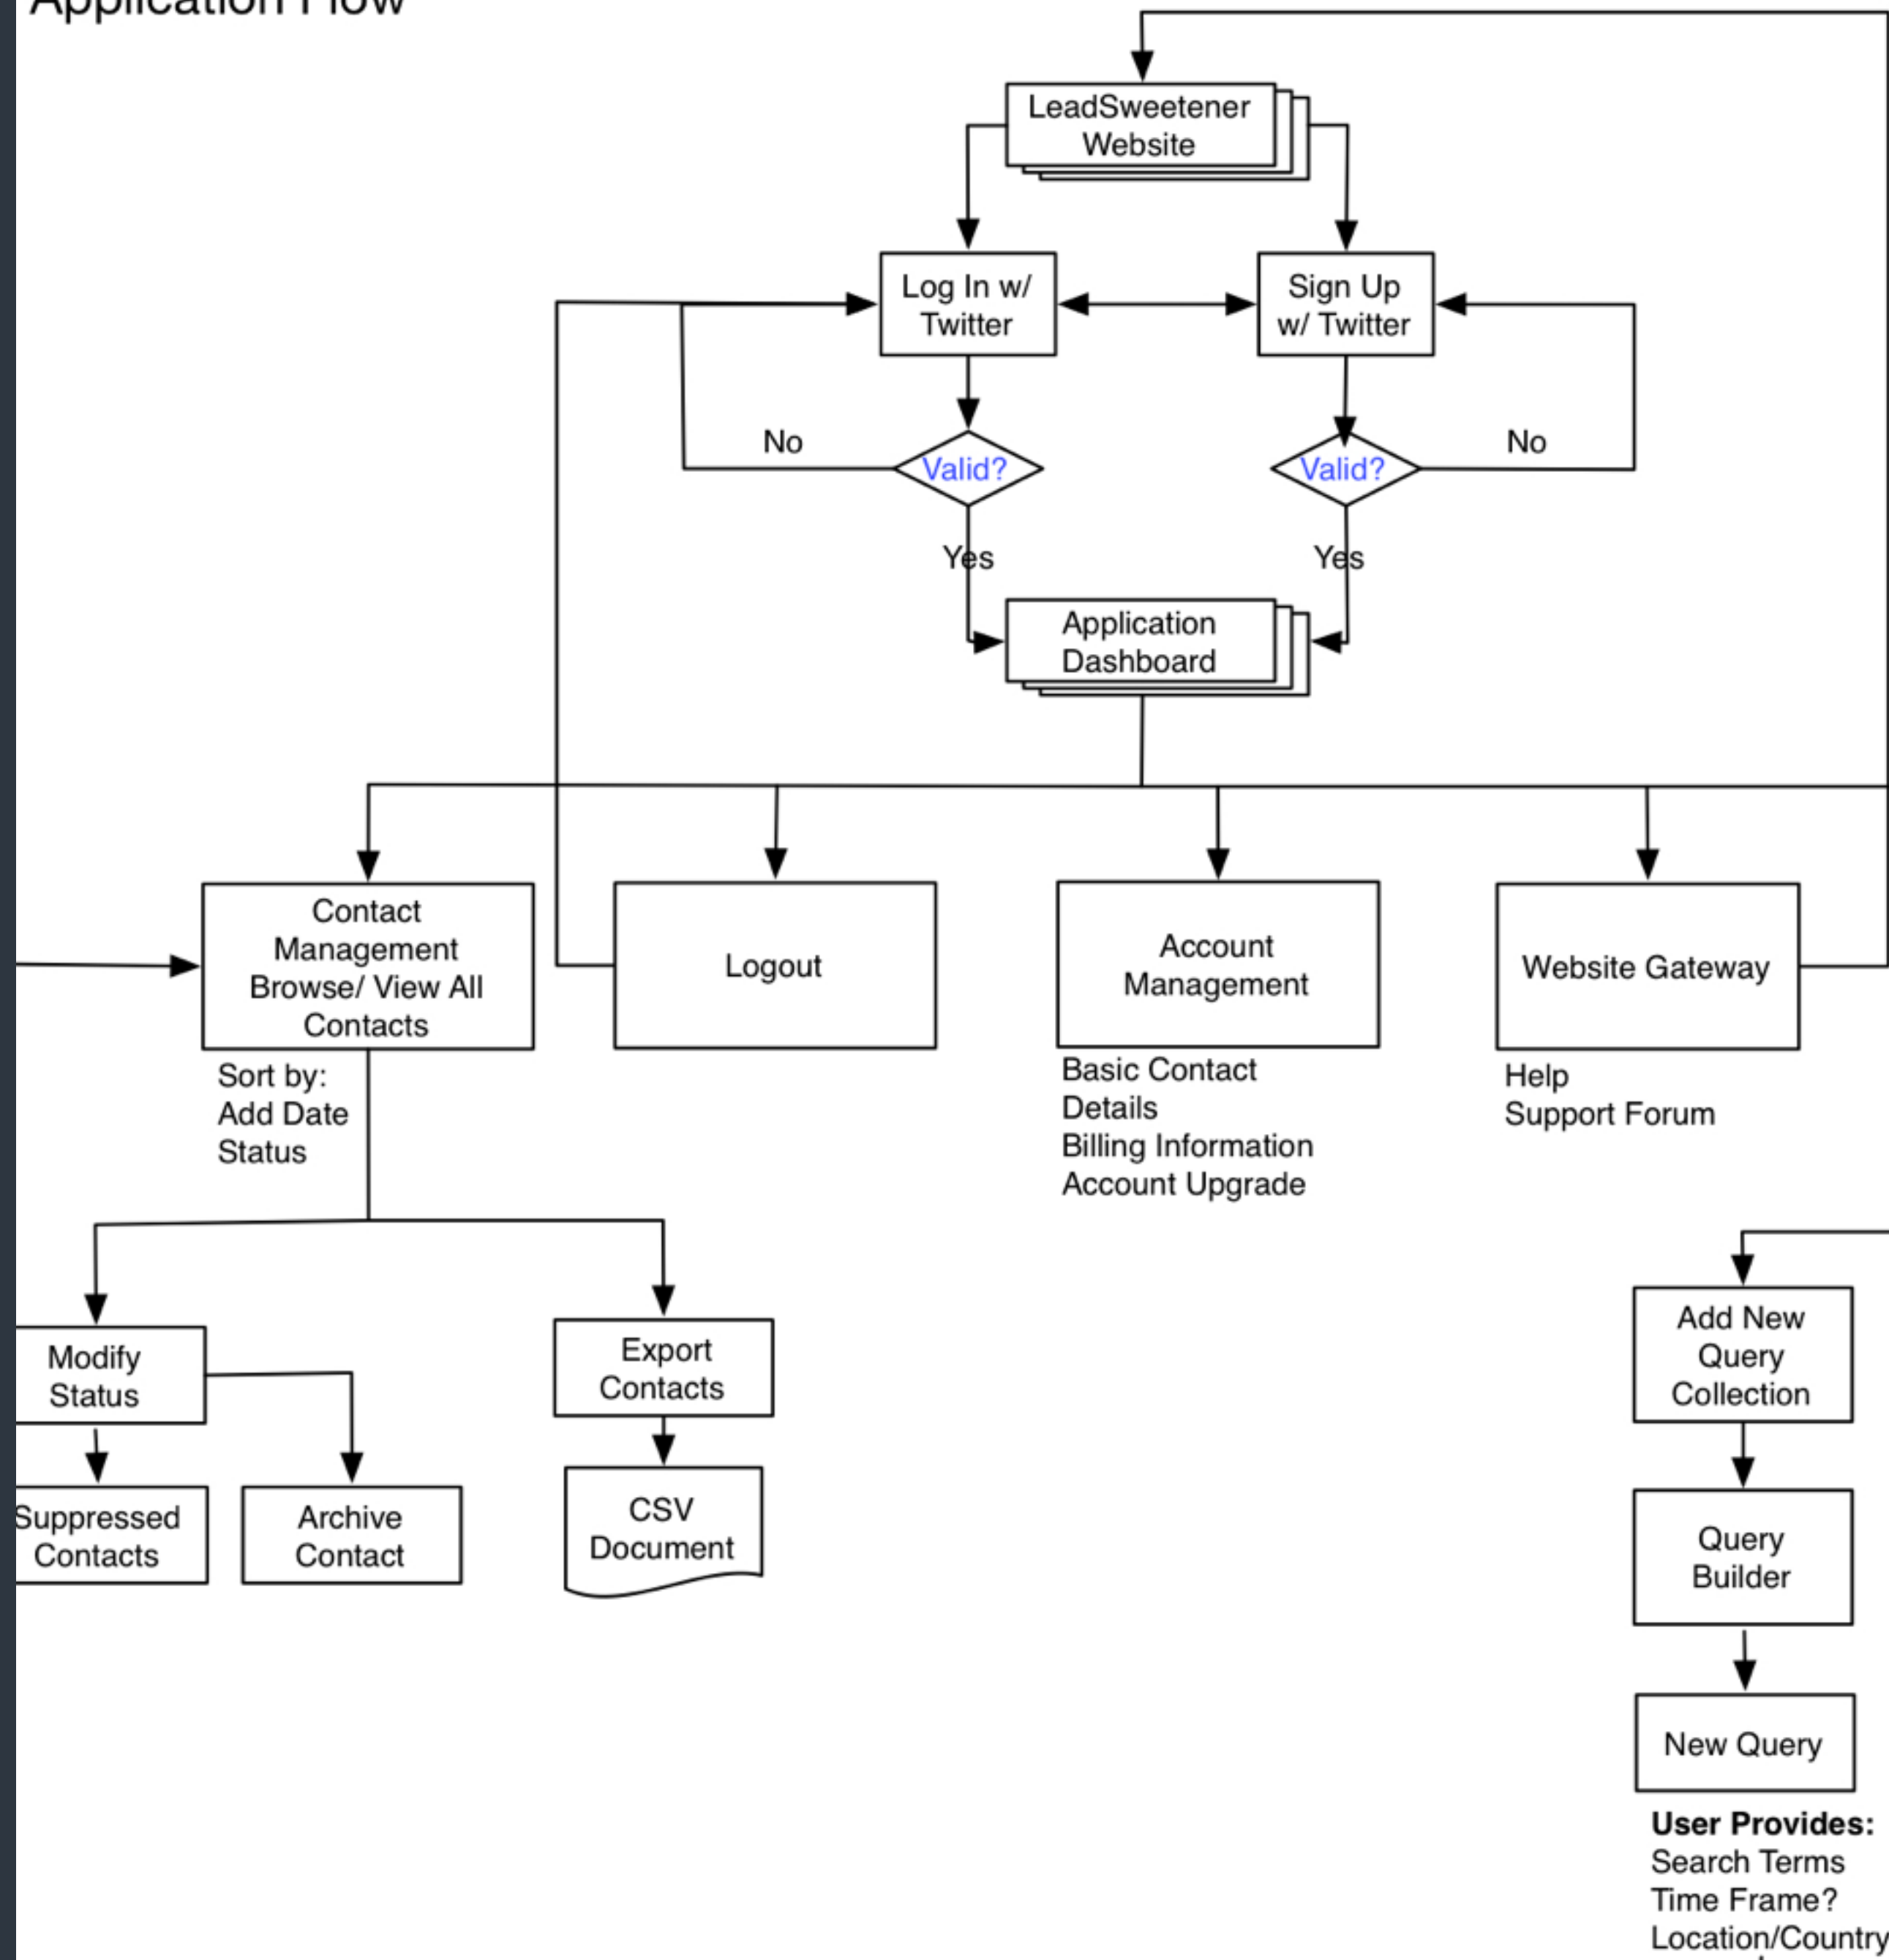 Application Flow
LeadSweetener
Website
Log In w/
Twitter
Sign Up
w/ Twitter
No
Valid?
Valid?
No
Yes
Yes
Application
Dashboard
Contact
Management
Browse/ View All
Contacts
Logout
Account
Management
Website Gateway
Sort by:
Add Date
Status
Basic Contact
Details
Billing Information
Account Upgrade
Help
Support Forum
Modify
Status
Export
Contacts
Add New
Query
Collection
Suppressed
Contacts
Archive
Contact
CSV
Document
Query
Builder
New Query
User Provides:
Search Terms
Time Frame?
Location/Country